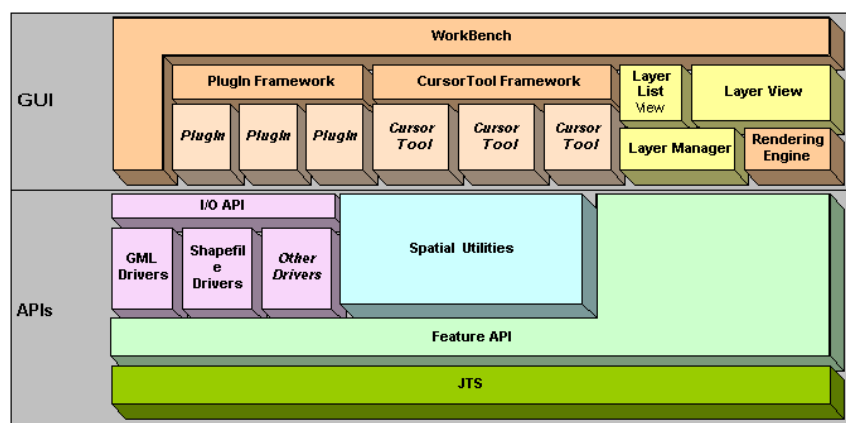 WorkBench
GUI
PlugIn Framework
CursorTool Framework
Layer
List
View
Layer View
PlugIn
PlugIn
PlugIn
Cursor
Tool
Cursor
Tool
Cursor
Tool
Layer Manager
Rendering
Engine
APIs
I/O API
GML
Drivers
Shapefil
e
Drivers
Other
Drivers
Spatial Utilities
Feature API
JTS